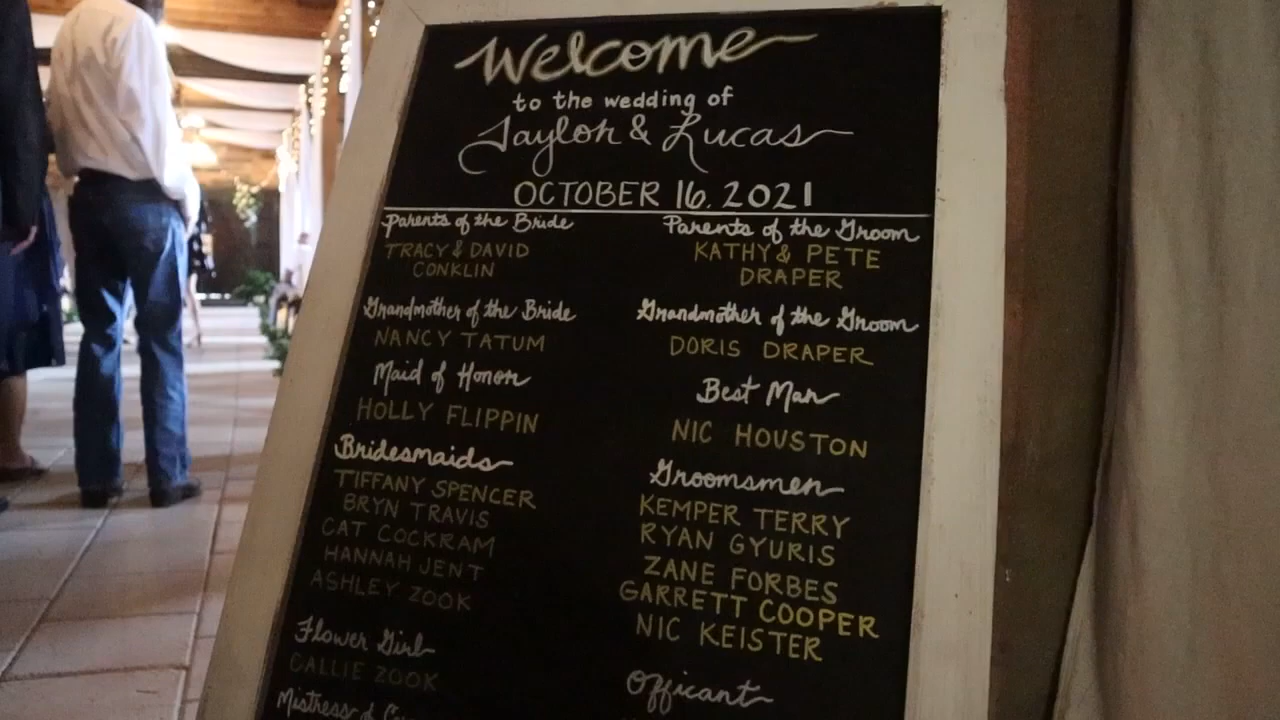 Welcome
to the wedding of
Taylor & Lucas
OCTOBER 16, 2021
Parents of the Bride
TRACY & DAVID
CONKLIN
Grandmother of the Bride
NANCY TATUM
Maid of Honor
HOLLY FLIPPIN
Bridesmaids
TIFFANY SPENCER
BRYN TRAVIS
CAT COCKRAM
HANNAH JENT
ASHLEY ZOOK
Flower Girl
CALLIE ZOOK
Mistress of
Parents of the Groom
KATHY & PETE
DRAPER
Grandmother of the Groom
DORIS DRAPER
Best Man
NIC HOUSTON
Groomsmen
KEMPER TERRY
RYAN GYURIS
ZANE FORBES
GARRETT COOPER
NIC KEISTER
Officant